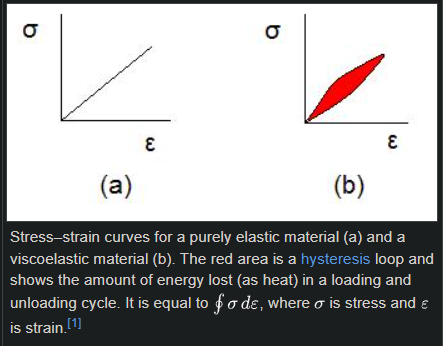 σ σ
ε ε
(a) (b)
Stress–strain curves for a purely elastic material (a) and a
viscoelastic material (b). The red area is a hysteresis loop and
shows the amount of energy lost (as heat) in a loading and
unloading cycle. It is equal to ∮ σ dε, where σ is stress and ε
is strain.[1]